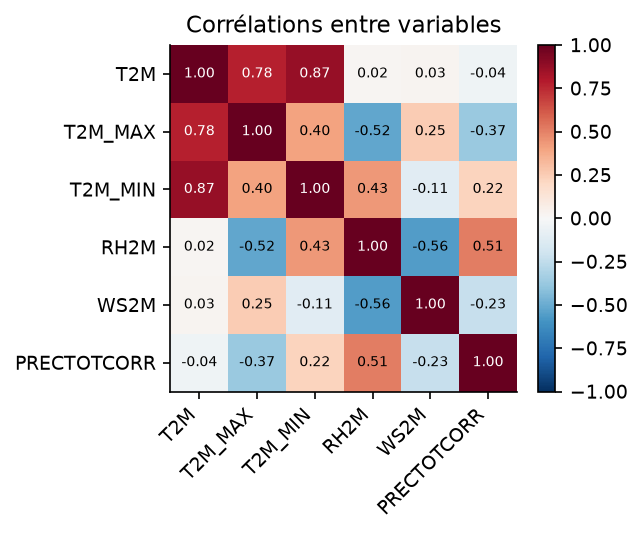 Corrélations entre variables
T2M 1.00 0.78 0.87 0.02 0.03 -0.04
T2M_MAX 0.78 1.00 0.40 -0.52 0.25 -0.37
T2M_MIN 0.87 0.40 1.00 0.43 -0.11 0.22
RH2M 0.02 -0.52 0.43 1.00 -0.56 0.51
WS2M 0.03 0.25 -0.11 -0.56 1.00 -0.23
PRECTOTCORR -0.04 -0.37 0.22 0.51 -0.23 1.00
T2M T2M_MAX T2M_MIN RH2M WS2M PRECTOTCORR
1.00
0.75
0.50
0.25
0.00
−0.25
−0.50
−0.75
−1.00